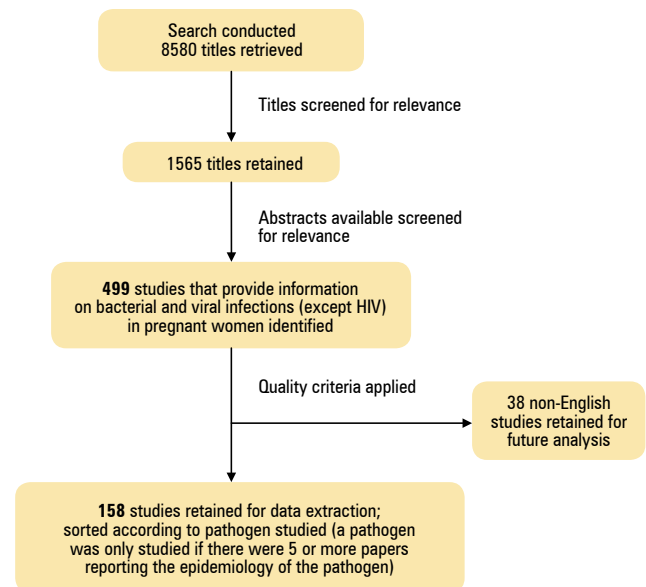 Search conducted
8580 titles retrieved
Titles screened for relevance
1565 titles retained
Abstracts available screened
for relevance
499 studies that provide information
on bacterial and viral infections (except HIV)
in pregnant women identified
Quality criteria applied
38 non-English
studies retained for
future analysis
158 studies retained for data extraction;
sorted according to pathogen studied (a pathogen
was only studied if there were 5 or more papers
reporting the epidemiology of the pathogen)